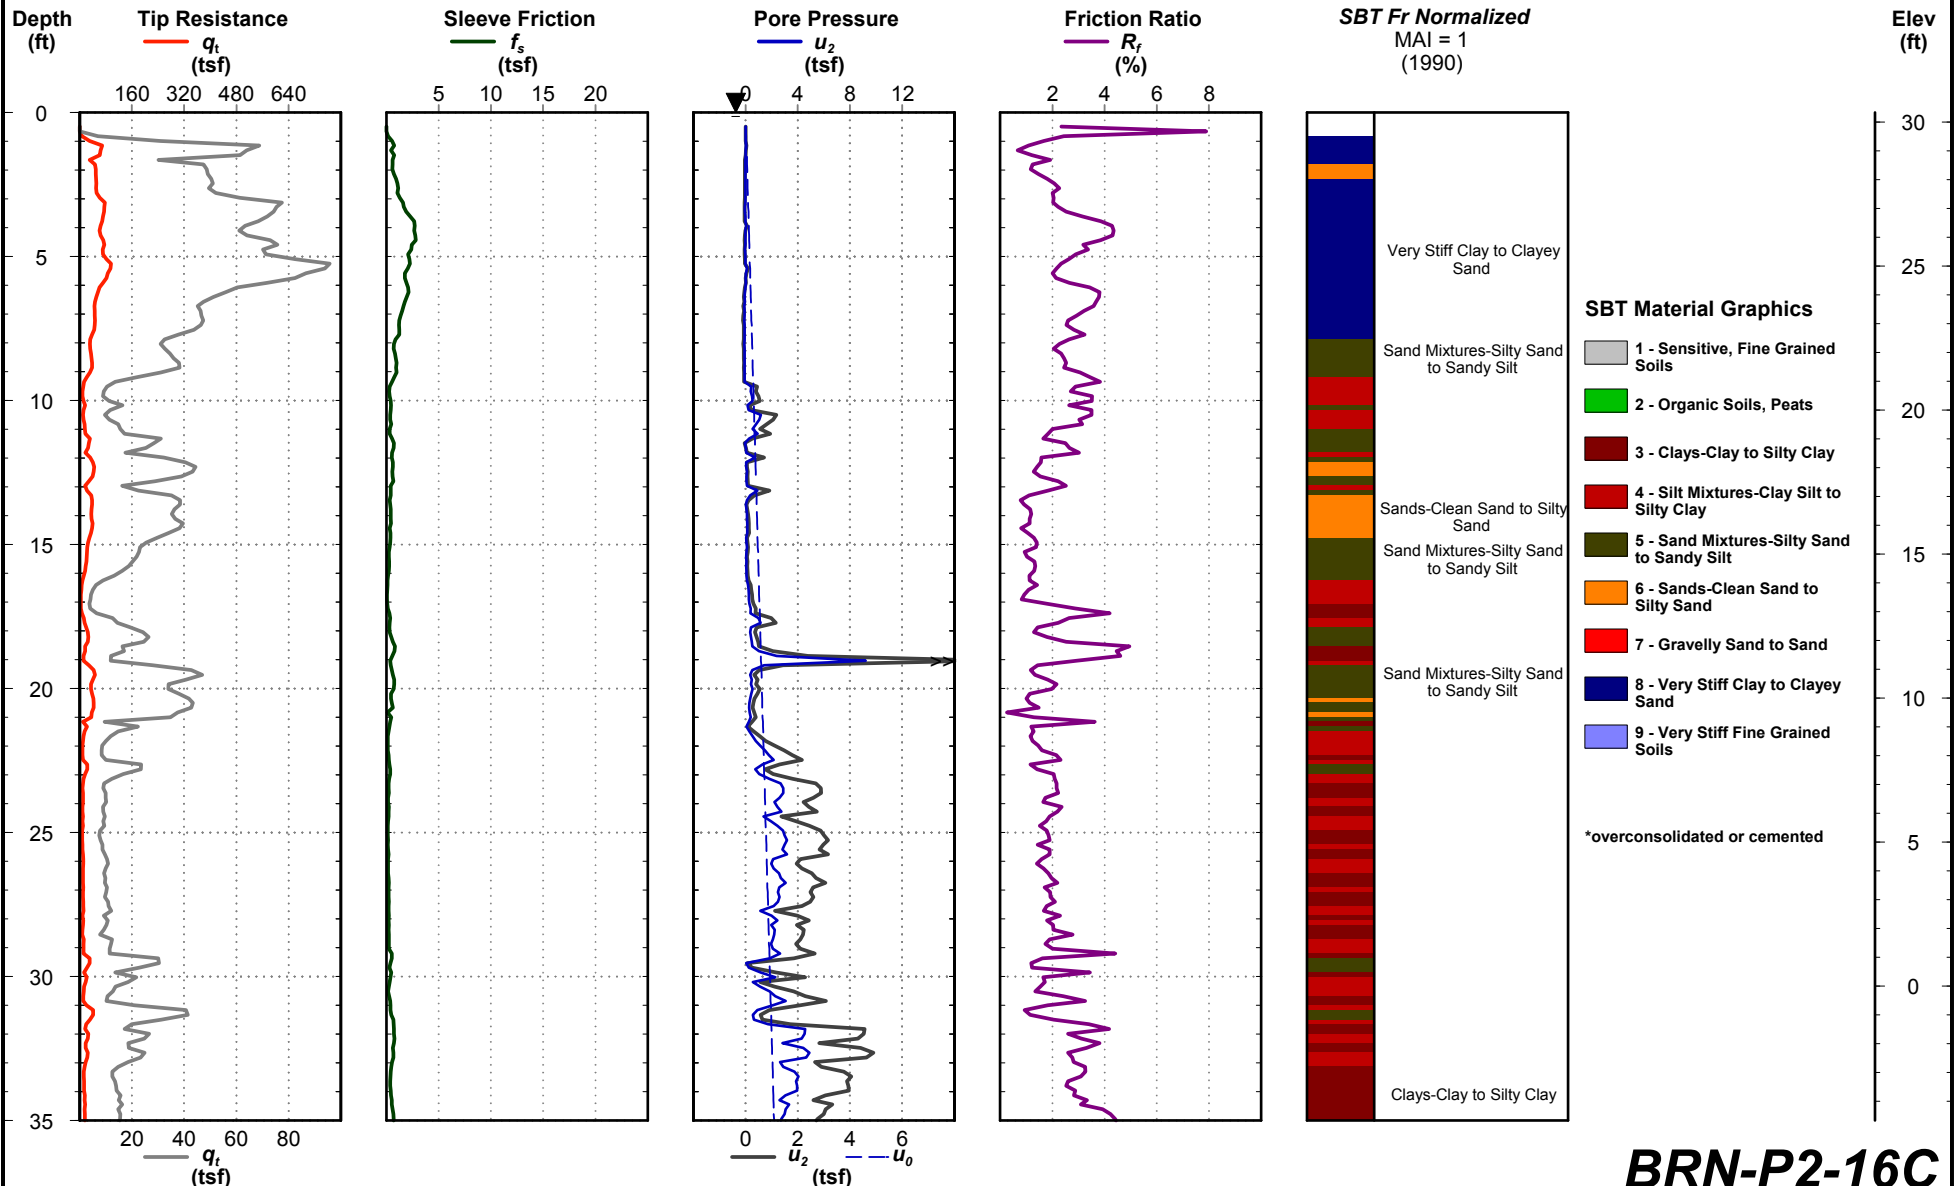 Depth
(ft)
Tip Resistance
qt
(tsf)
160 320 480 640
Sleeve Friction
fs
(tsf)
5 10 15 20
Pore Pressure
u2
(tsf)
0 4 8 12
Friction Ratio
Rf
(%)
2 4 6 8
SBT Fr Normalized
MAI = 1
(1990)
Elev
(ft)
0
5
10
15
20
25
30
35
Very Stiff Clay to Clayey
Sand
Sand Mixtures-Silty Sand
to Sandy Silt
Sands-Clean Sand to Silty
Sand
Sand Mixtures-Silty Sand
to Sandy Silt
Sand Mixtures-Silty Sand
to Sandy Silt
Clays-Clay to Silty Clay
SBT Material Graphics
1 - Sensitive, Fine Grained
Soils
2 - Organic Soils, Peats
3 - Clays-Clay to Silty Clay
4 - Silt Mixtures-Clay Silt to
Silty Clay
5 - Sand Mixtures-Silty Sand
to Sandy Silt
6 - Sands-Clean Sand to
Silty Sand
7 - Gravelly Sand to Sand
8 - Very Stiff Clay to Clayey
Sand
9 - Very Stiff Fine Grained
Soils
*overconsolidated or cemented
30
25
20
15
10
5
0
20 40 60 80
qt
(tsf)
0 2 4 6
u2 u0
(tsf)
BRN-P2-16C